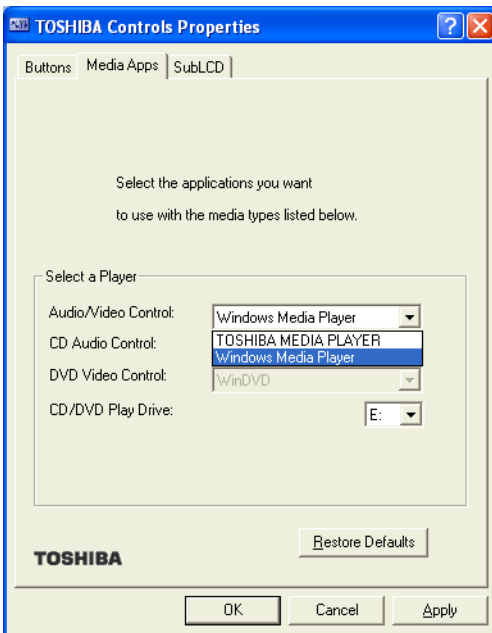 TOSHIBA Controls Properties
Buttons Media Apps SubLCD
Select the applications you want
to use with the media types listed below.
Select a Player
Audio/Video Control: Windows Media Player
CD Audio Control: TOSHIBA MEDIA PLAYER
Windows Media Player
DVD Video Control: WinDVD
CD/DVD Play Drive: E:
Restore Defaults
TOSHIBA
OK Cancel Apply